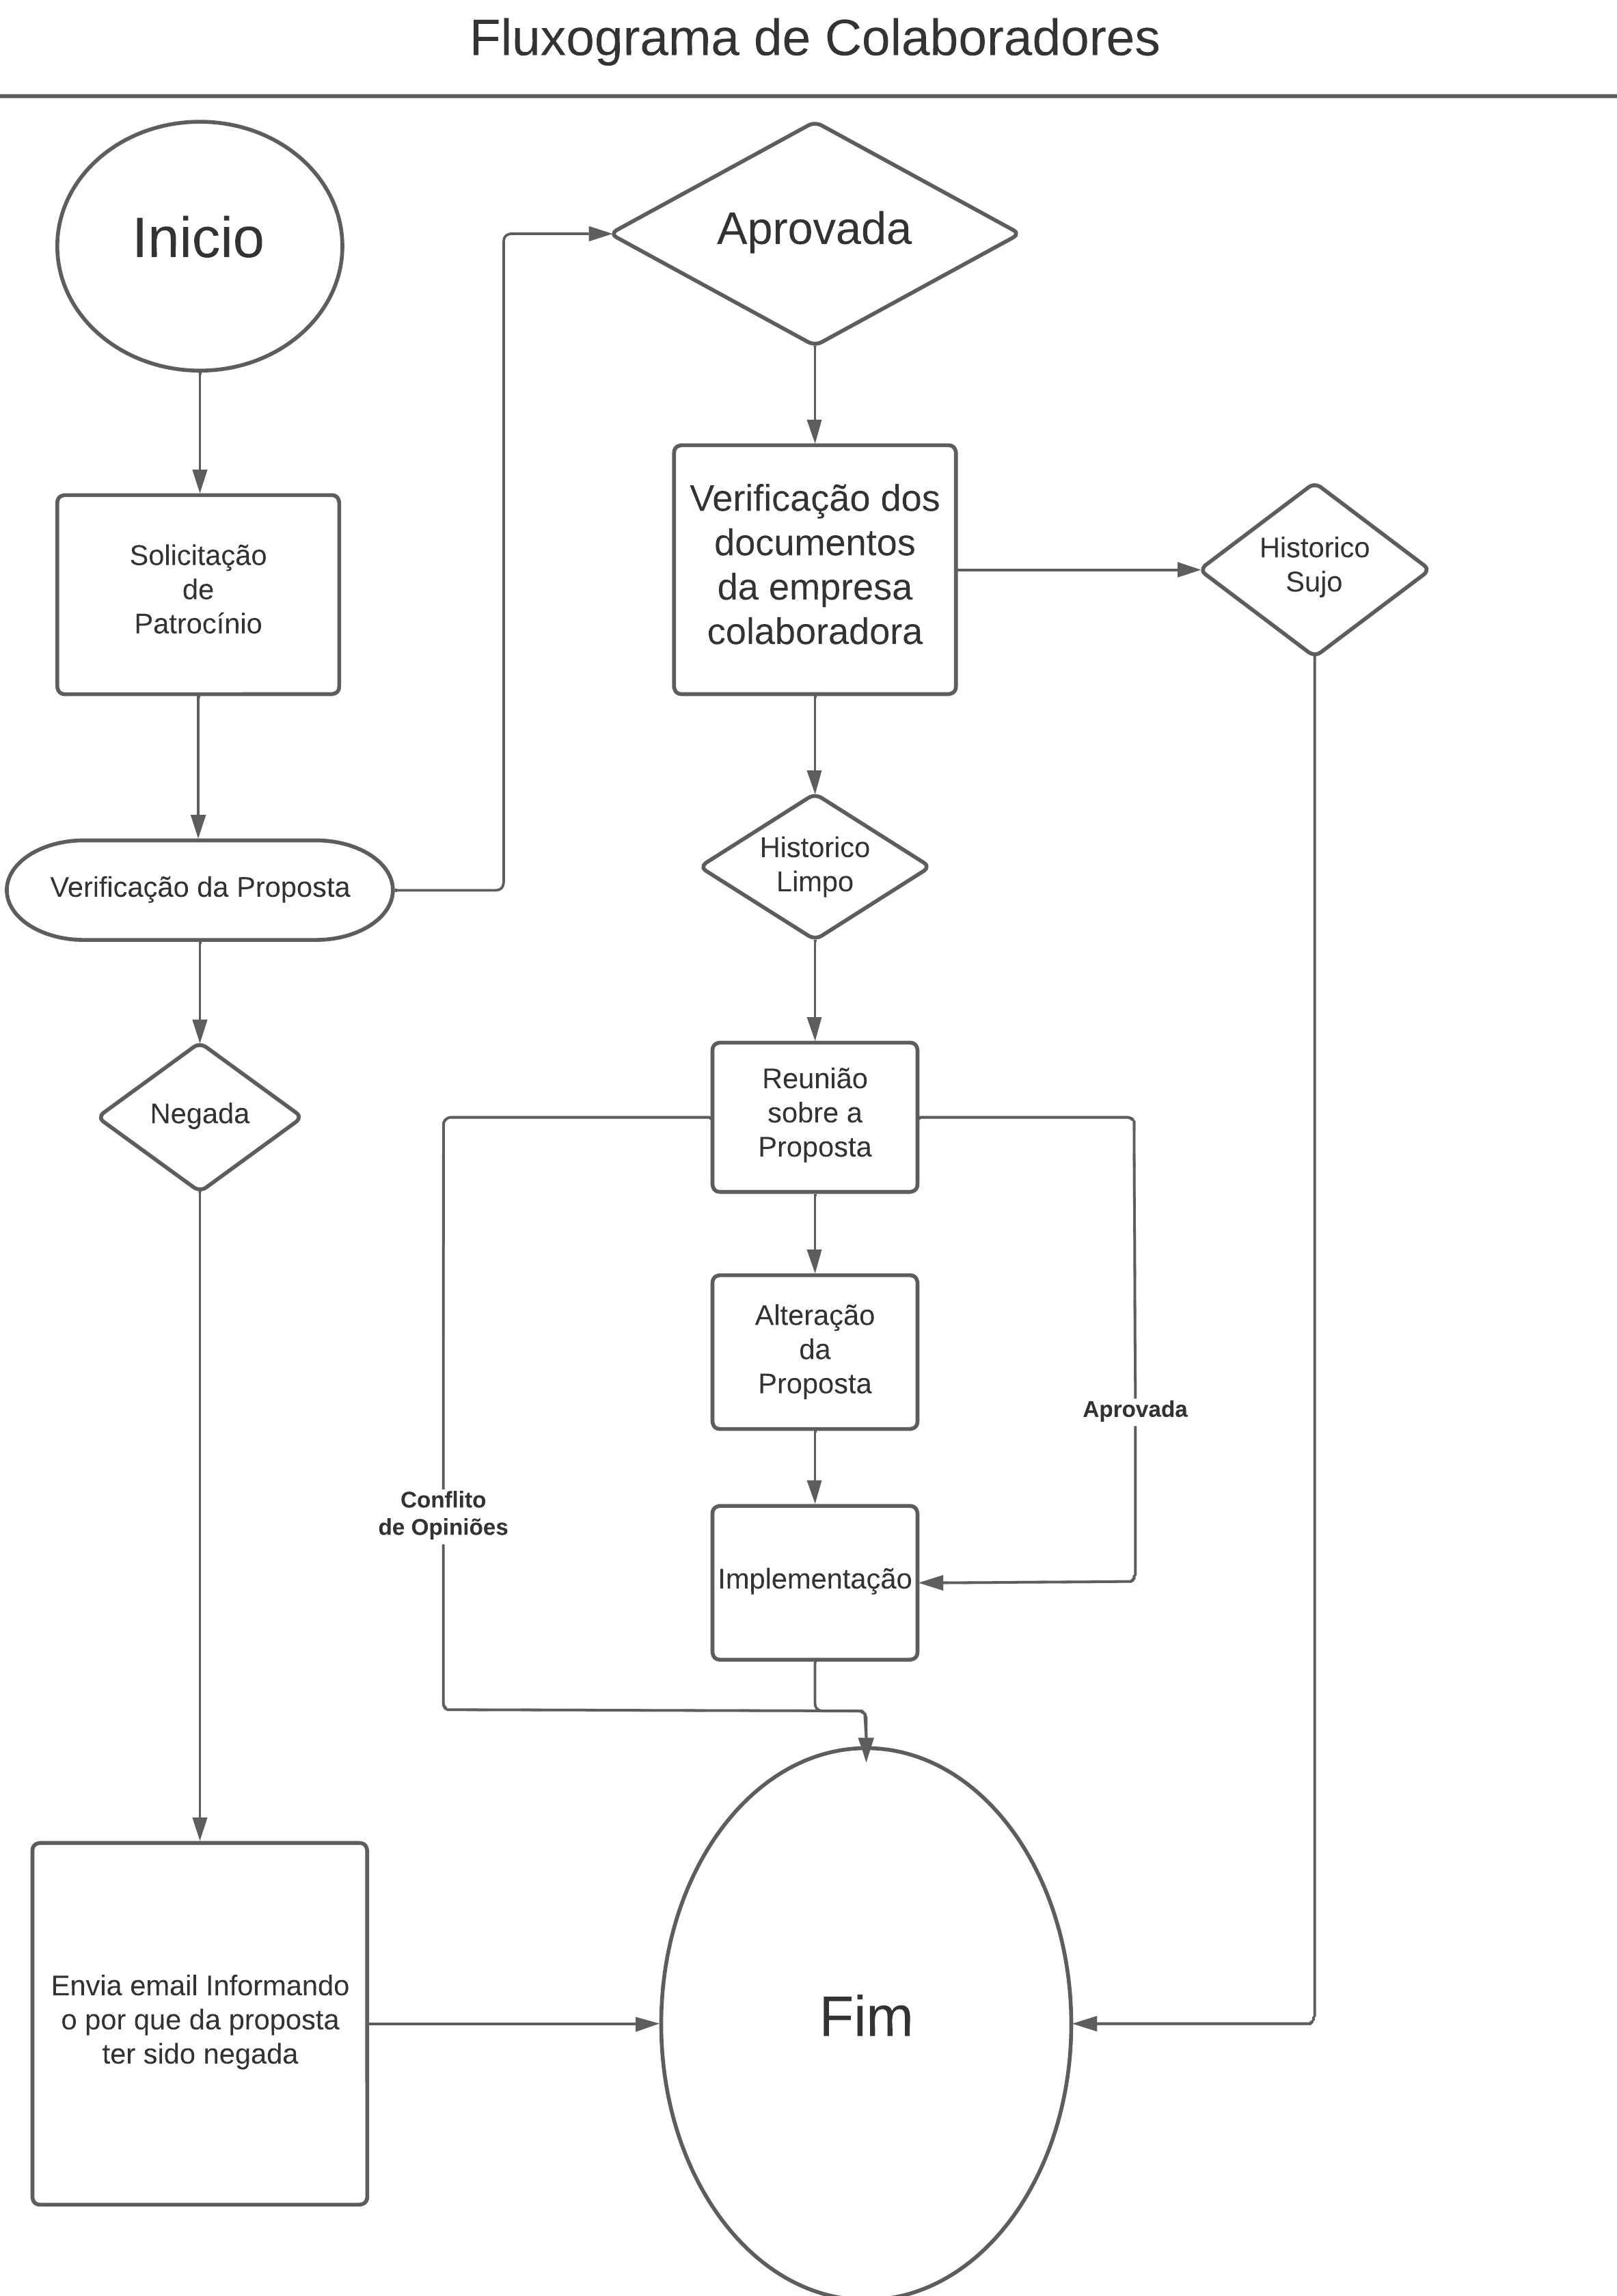 Fluxograma de Colaboradores
Inicio
Solicitação
de
Patrocínio
Verificação da Proposta
Negada
Envia email Informando
o por que da proposta
ter sido negada
Aprovada
Verificação dos
documentos
da empresa
colaboradora
Historico
Sujo
Historico
Limpo
Reunião
sobre a
Proposta
Alteração
da
Proposta
Aprovada
Conflito
de Opiniões
Implementação
Fim